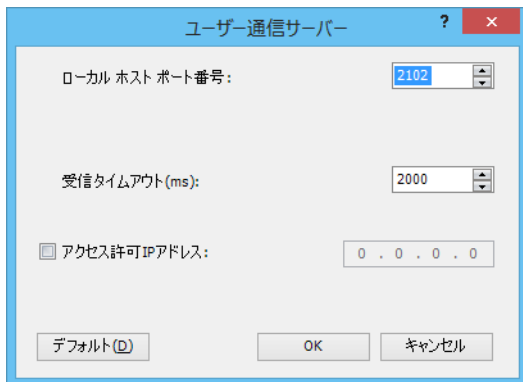 ユーザー通信サーバー
ローカル ホスト ポート番号: 2102
受信タイムアウト(ms): 2000
アクセス許可IPアドレス: 0 . 0 . 0 . 0
デフォルト(D) OK キャンセル